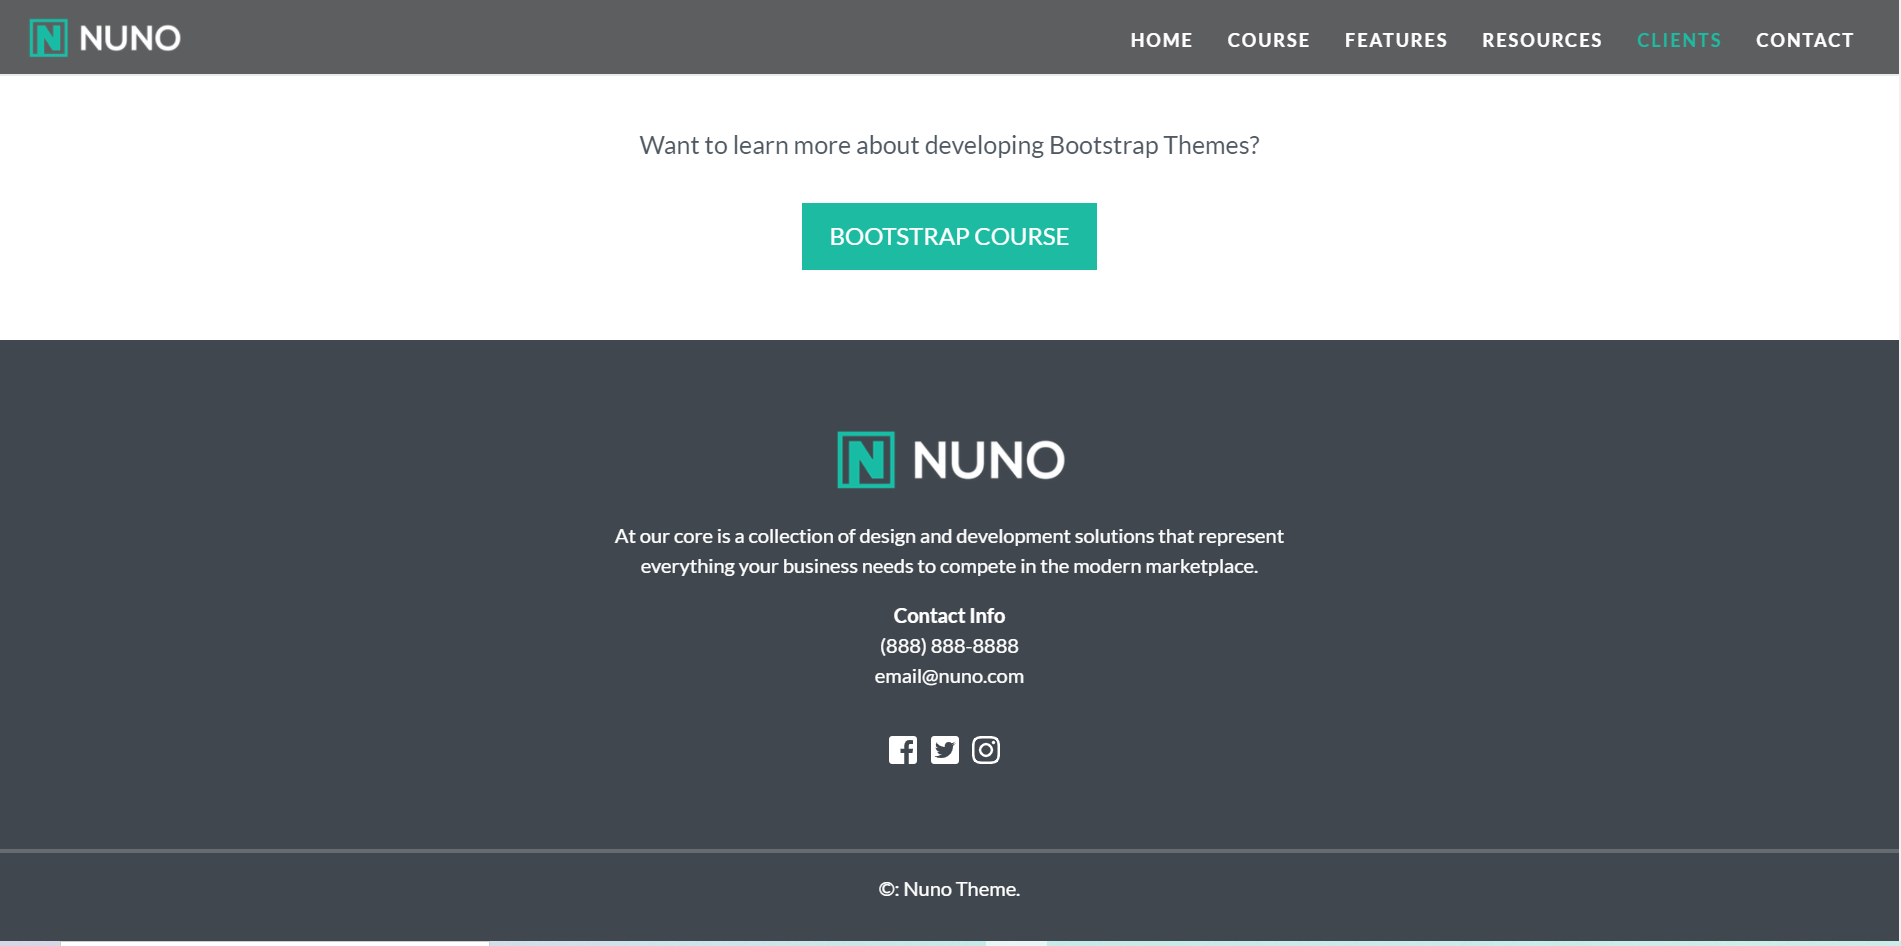 N NUNO
HOME COURSE FEATURES RESOURCES CLIENTS CONTACT
Want to learn more about developing Bootstrap Themes?
BOOTSTRAP COURSE
N NUNO
At our core is a collection of design and development solutions that represent
everything your business needs to compete in the modern marketplace.
Contact Info
(888) 888-8888
email@nuno.com
©: Nuno Theme.